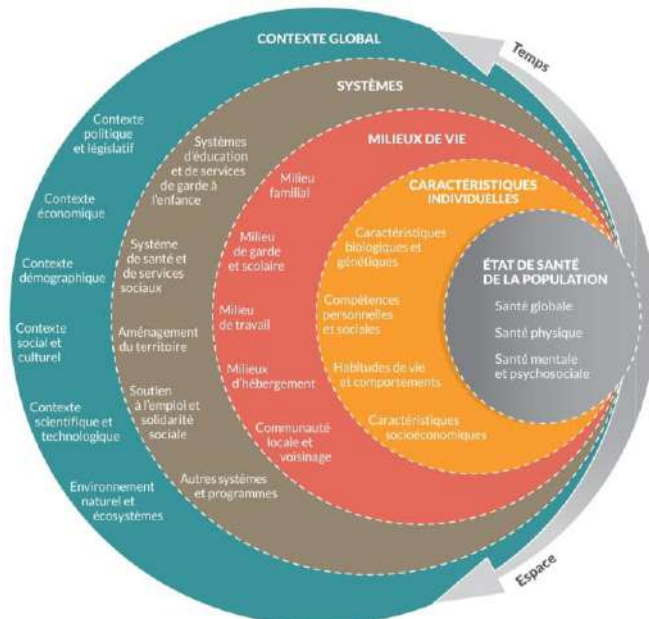 CONTEXTE GLOBAL
Contexte
politique
et législatif
Contexte
économique
Contexte
démographique
Contexte
social et
culturel
Contexte
scientifique et
technologique
Environnement
naturel et
écosystèmes
SYSTÈMES
Systèmes
d'éducation
et de services
de garde à
l'enfance
Système
de santé et
de services
sociaux
Aménagement
du territoire
Soutien
à l'emploi et
solidarité
sociale
Autres systèmes
et programmes
MILIEUX DE VIE
Milieu
familial
Milieu
de garde
et scolaire
Milieu
de travail
Milieux
d'hébergement
Communauté
locale et
voisinage
CARACTÉRISTIQUES
INDIVIDUELLES
Caractéristiques
biologiques et
génétiques
Compétences
personnelles
et sociales
Habitudes de vie
et comportements
Caractéristiques
socioéconomiques
ÉTAT DE SANTÉ
DE LA POPULATION
Santé globale
Santé physique
Santé mentale
et psychosociale
Temps
Espace